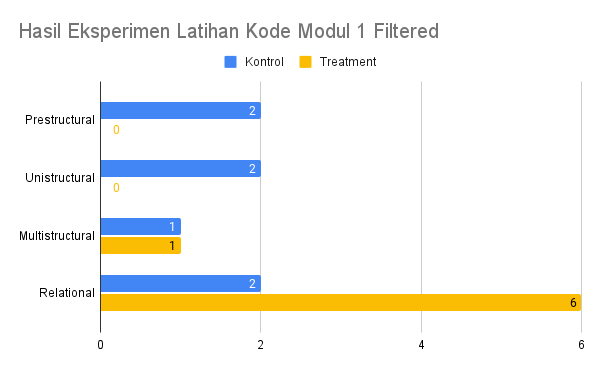 Hasil Eksperimen Latihan Kode Modul 1 Filtered
Kontrol Treatment
Prestructural 2
0
Unistructural 2
0
Multistructural 1
1
Relational 2
6
0 2 4 6